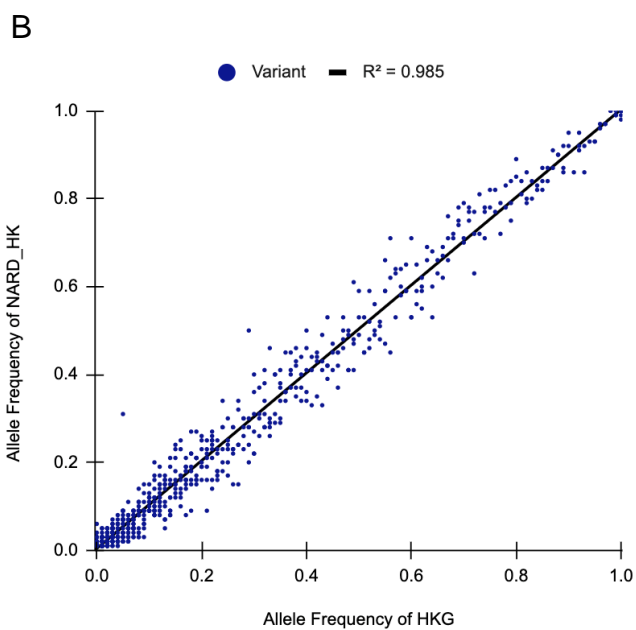 B
Variant R² = 0.985
1.0
0.8
0.6
0.4
0.2
0.0
Allele Frequency of NARD_HK
0.0 0.2 0.4 0.6 0.8 1.0
Allele Frequency of HKG